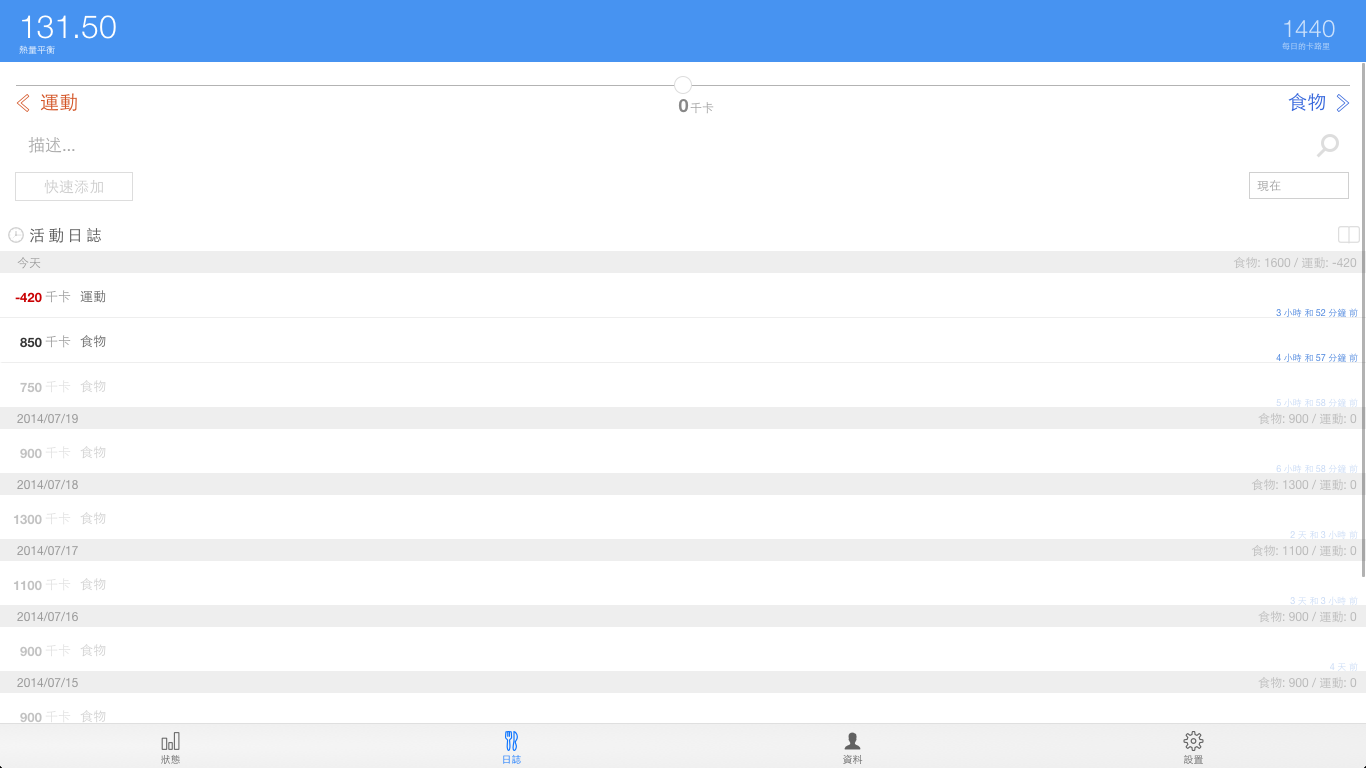 131.50
熱量平衡
1440
每日的卡路里
運動
0 千卡
食物
描述...
快速添加
現在
活動日誌
今天
食物: 1600 / 運動: -420
-420 千卡 運動
3 小時 和 52 分鐘 前
850 千卡 食物
4 小時 和 57 分鐘 前
750 千卡 食物
5 小時 和 58 分鐘 前
2014/07/19
食物: 900 / 運動: 0
900 千卡 食物
6 小時 和 58 分鐘 前
2014/07/18
食物: 1300 / 運動: 0
1300 千卡 食物
2 天 和 3 小時 前
2014/07/17
食物: 1100 / 運動: 0
1100 千卡 食物
3 天 和 3 小時 前
2014/07/16
食物: 900 / 運動: 0
900 千卡 食物
4 天 前
2014/07/15
食物: 900 / 運動: 0
900 千卡 食物
狀態
日誌
資料
設置